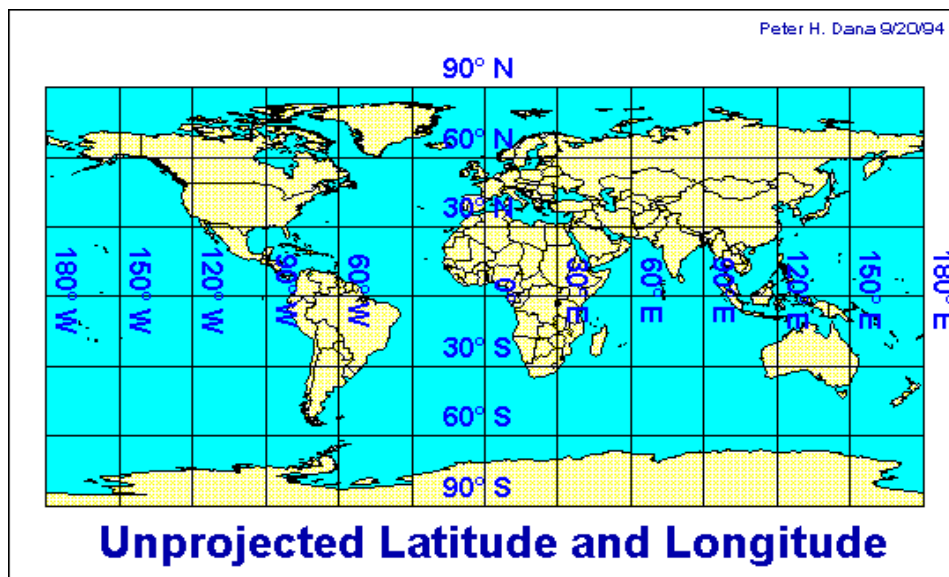 Peter H. Dana 9/20/94
90° N
60° N
30° N
180° W
150° W
120° W
90° W
60° W
0°
30° E
60° E
90° E
120° E
150° E
180° E
30° S
60° S
90° S
Unprojected Latitude and Longitude